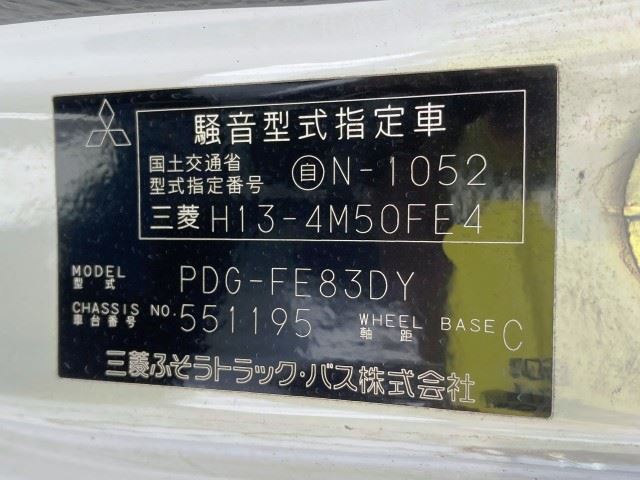 騒音型式指定車
国土交通省
型式指定番号 自N-1052
三菱 H13-4M50FE4
MODEL
型式 PDG-FE83DY
CHASSIS NO. 551195 WHEEL BASE C
車台番号 軸距
三菱ふそうトラック・バス株式会社